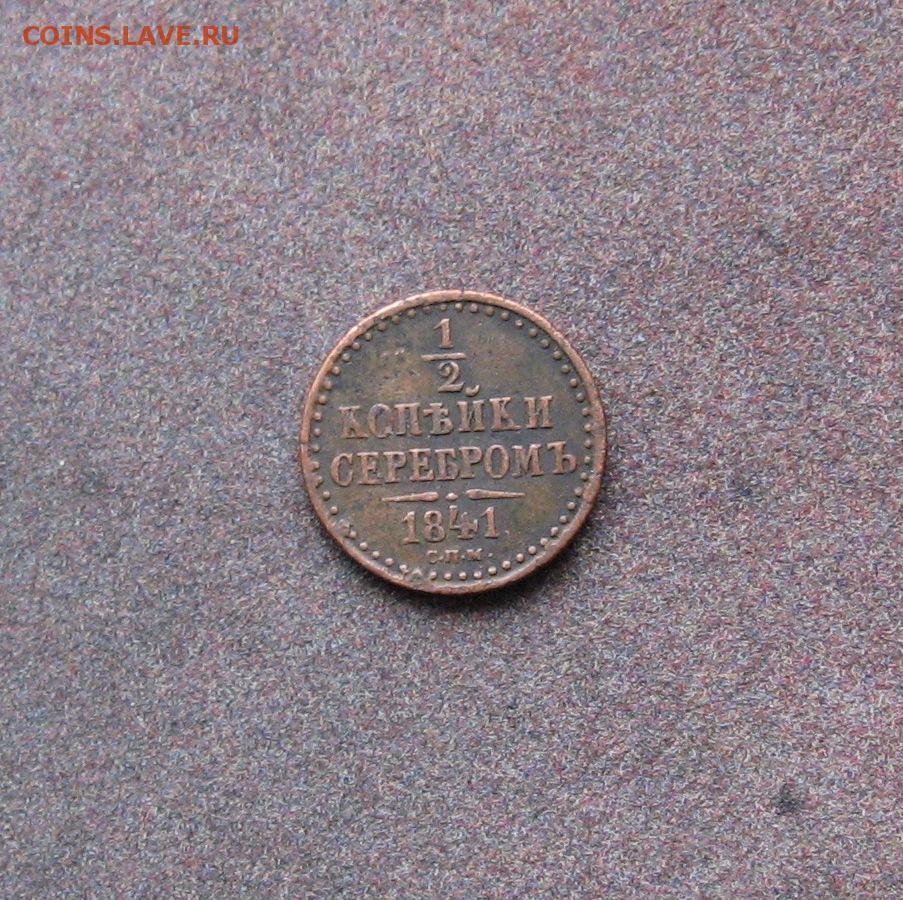 COINS.LAVE.RU
1
2
КОПѢЙКИ
СЕРЕБРОМЪ
1841
С.П.М.